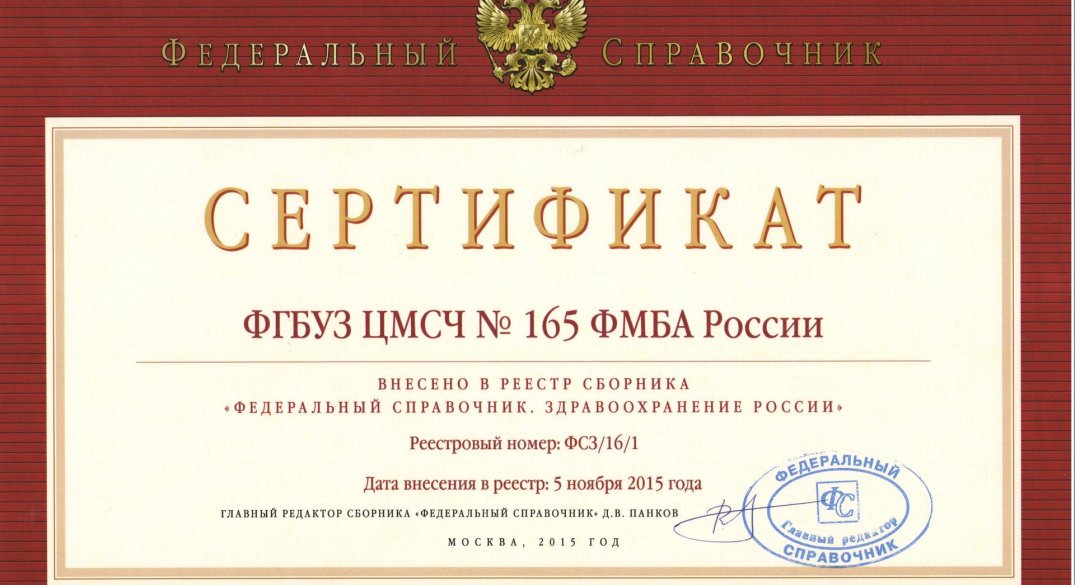 ФЕДЕРАЛЬНЫЙ СПРАВОЧНИК
СЕРТИФИКАТ
ФГБУЗ ЦМСЧ № 165 ФМБА России
ВНЕСЕНО В РЕЕСТР СБОРНИКА
«ФЕДЕРАЛЬНЫЙ СПРАВОЧНИК. ЗДРАВООХРАНЕНИЕ РОССИИ»
Реестровый номер: ФСЗ/16/1
Дата внесения в реестр: 5 ноября 2015 года
ГЛАВНЫЙ РЕДАКТОР СБОРНИКА «ФЕДЕРАЛЬНЫЙ СПРАВОЧНИК» Д.В. ПАНКОВ
МОСКВА, 2015 ГОД
ФЕДЕРАЛЬНЫЙ
ФС
Главный редактор
СПРАВОЧНИК